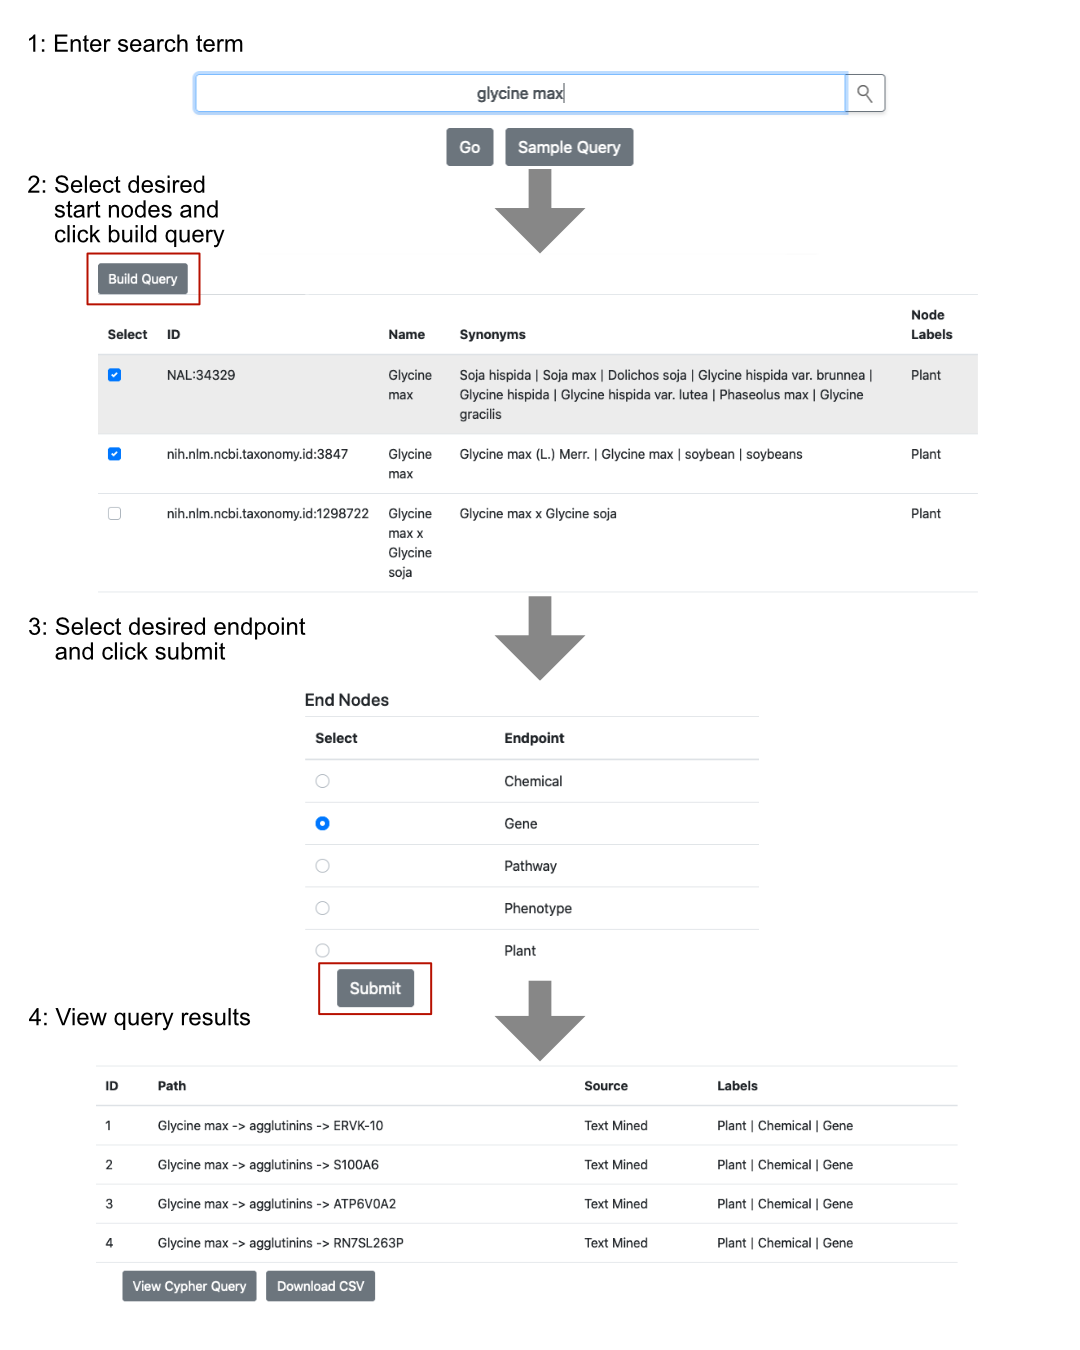 1: Enter search term
glycine max
Go
Sample Query
2: Select desired
start nodes and
click build query
Build Query
Select ID Name Synonyms Node Labels
NAL:34329 Glycine max Soja hispida | Soja max | Dolichos soja | Glycine hispida var. brunnea |
Glycine hispida | Glycine hispida var. lutea | Phaseolus max | Glycine
gracilis Plant
nih.nlm.ncbi.taxonomy.id:3847 Glycine max Glycine max (L.) Merr. | Glycine max | soybean | soybeans Plant
nih.nlm.ncbi.taxonomy.id:1298722 Glycine max x Glycine soja Glycine max x Glycine soja Plant
3: Select desired endpoint
and click submit
End Nodes
Select Endpoint
Chemical
Gene
Pathway
Phenotype
Plant
Submit
4: View query results
ID Path Source Labels
1 Glycine max -> agglutinins -> ERVK-10 Text Mined Plant | Chemical | Gene
2 Glycine max -> agglutinins -> S100A6 Text Mined Plant | Chemical | Gene
3 Glycine max -> agglutinins -> ATP6V0A2 Text Mined Plant | Chemical | Gene
4 Glycine max -> agglutinins -> RN7SL263P Text Mined Plant | Chemical | Gene
View Cypher Query
Download CSV